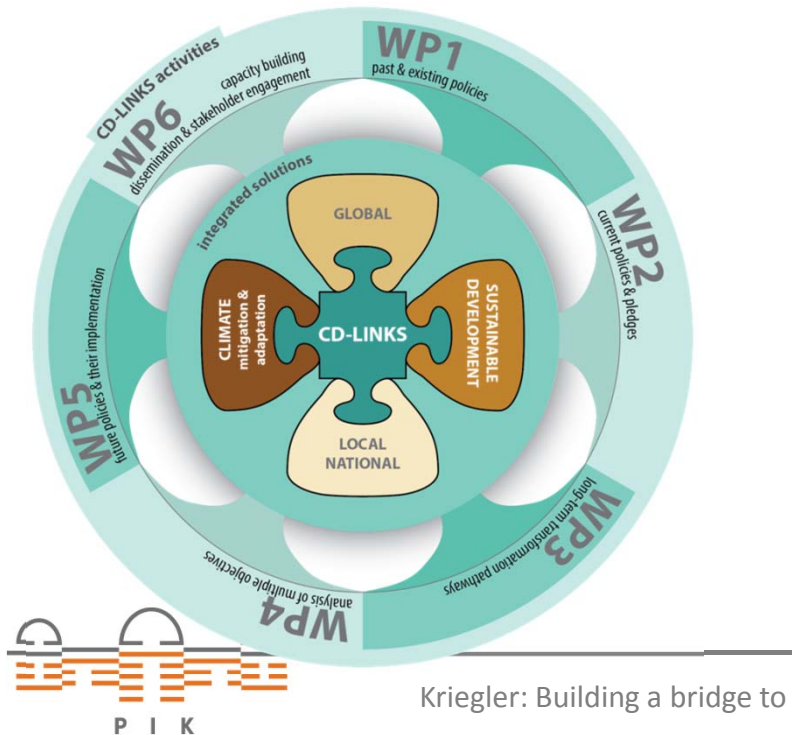 CD-LINKS activities
WP1
past & existing policies
WP2
current policies & pledges
WP3
long-term transformation pathways
WP4
analysis of multiple objectives
WP5
future policies & their implementation
WP6
dissemination & stakeholder engagement
capacity building
integrated solutions
GLOBAL
CLIMATE
mitigation &
adaptation
CD-LINKS
SUSTAINABLE
DEVELOPMENT
LOCAL
NATIONAL
P I K
Kriegler: Building a bridge to